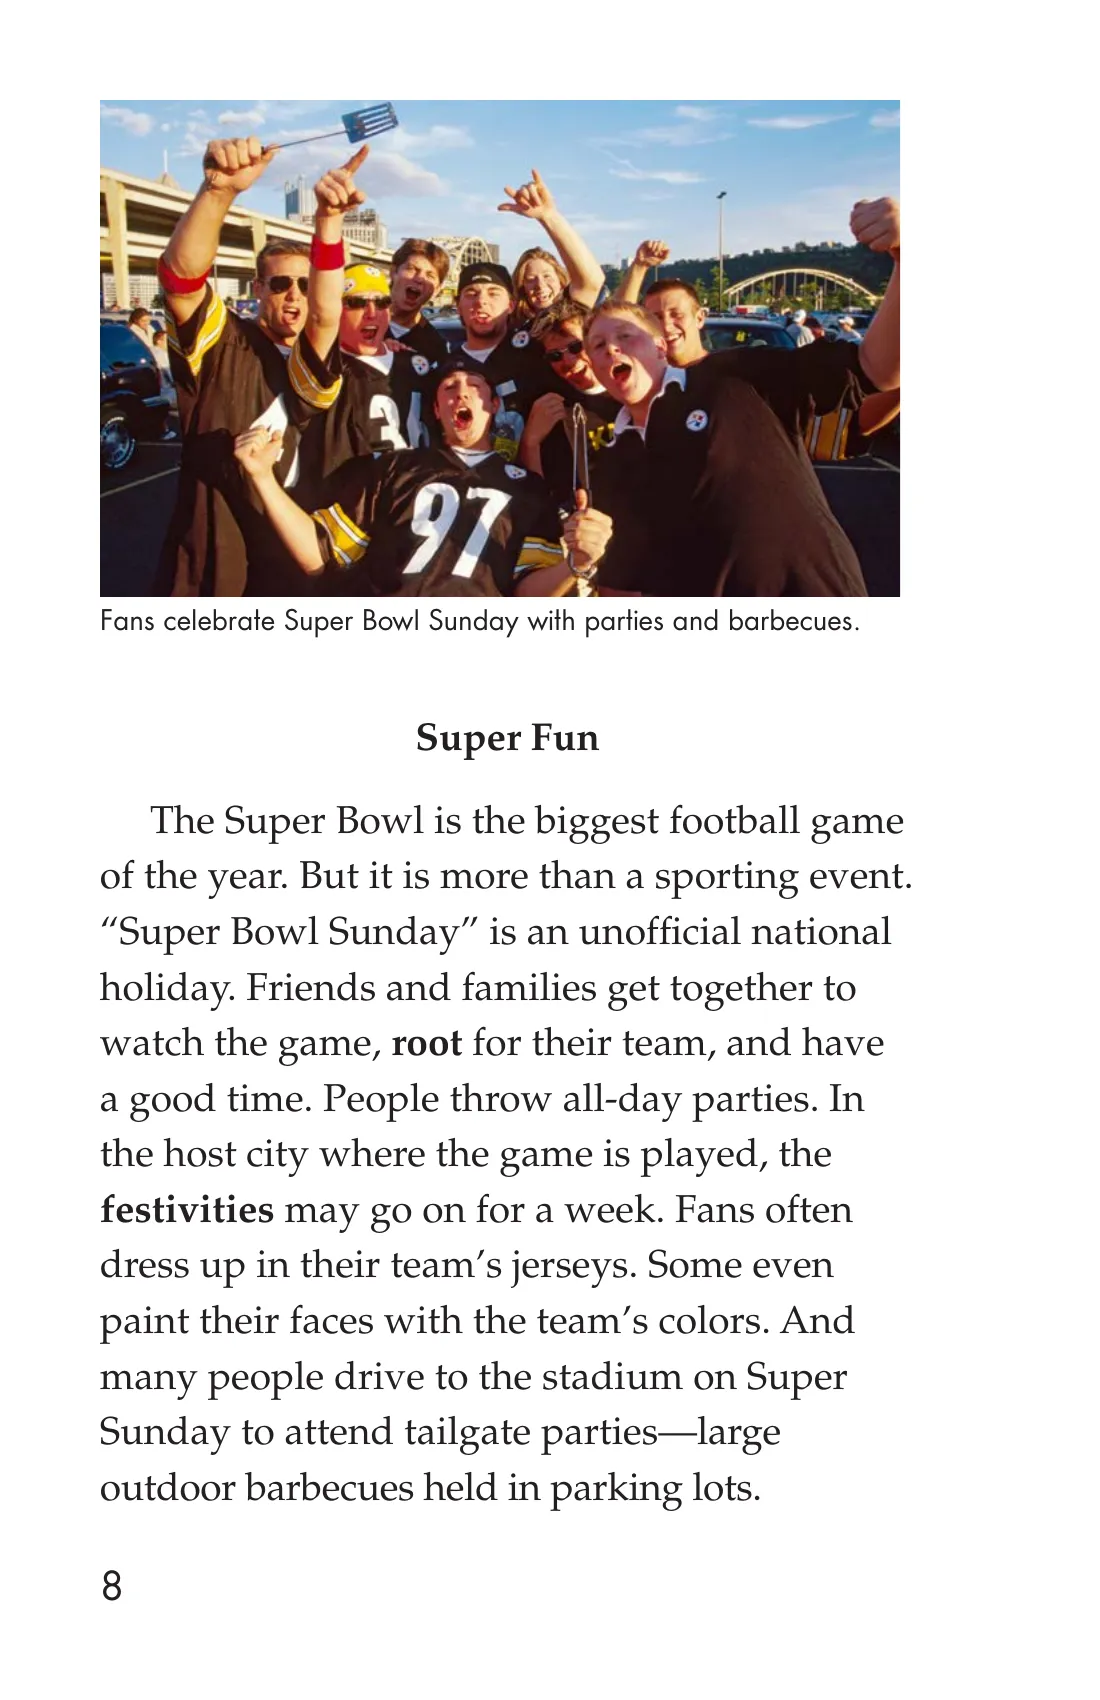 97
Fans celebrate Super Bowl Sunday with parties and barbecues.
Super Fun
The Super Bowl is the biggest football game
of the year. But it is more than a sporting event.
“Super Bowl Sunday” is an unofficial national
holiday. Friends and families get together to
watch the game, root for their team, and have
a good time. People throw all-day parties. In
the host city where the game is played, the
festivities may go on for a week. Fans often
dress up in their team’s jerseys. Some even
paint their faces with the team’s colors. And
many people drive to the stadium on Super
Sunday to attend tailgate parties—large
outdoor barbecues held in parking lots.
8